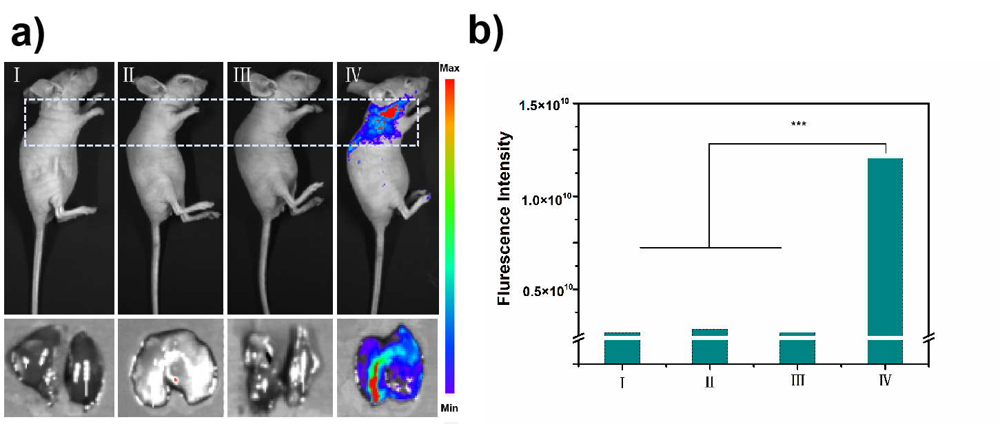 a)
I II III IV
Max
Min
b)
Flurescence Intensity
1.5×10¹⁰
1.0×10¹⁰
0.5×10¹⁰
***
I II III IV